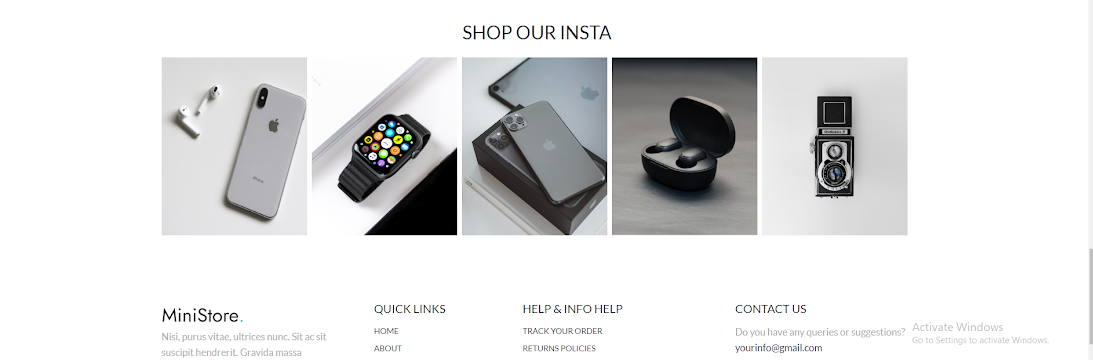 SHOP OUR INSTA
MiniStore.
Nisi, purus vitae, ultrices nunc. Sit ac sit
suscipit hendrerit. Gravida massa
QUICK LINKS
HOME
ABOUT
HELP & INFO HELP
TRACK YOUR ORDER
RETURNS POLICIES
CONTACT US
Do you have any queries or suggestions?
yourinfo@gmail.com
Activate Windows
Go to Settings to activate Windows.